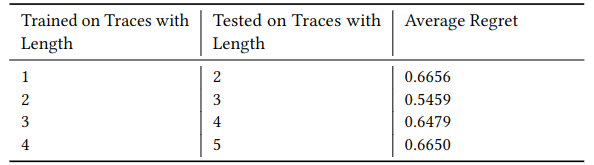 Trained on Traces with Tested on Traces with Average Regret
Length Length
1 2 0.6656
2 3 0.5459
3 4 0.6479
4 5 0.6650